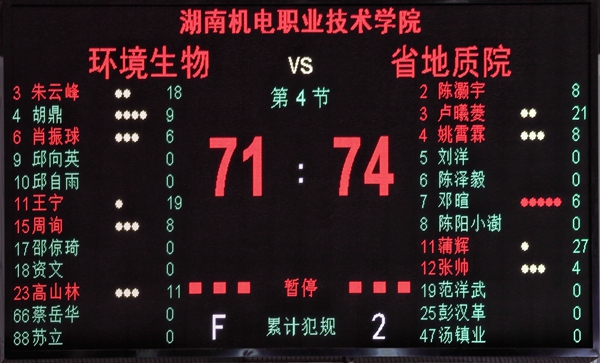 湖南机电职业技术学院
环境生物 VS 省地质院
第4节
71 : 74
3 朱云峰 18
4 胡鼎 9
6 肖振球 6
9 邱向英 0
10 邱自雨 0
11 王宁 19
15 周询 8
17 邵倞琦 0
18 资文 0
23 高山林 11
66 蔡岳华 0
88 苏立 0
2 陈灏宇 8
3 卢曦菱 21
4 姚霄霖 8
5 刘洋 0
6 陈泽毅 0
7 邓暄 6
8 陈阳小澍 0
11 蒲辉 27
12 张帅 4
19 范洋武 0
25 彭汉革 0
47 汤镇业 0
暂停
F 累计犯规 2